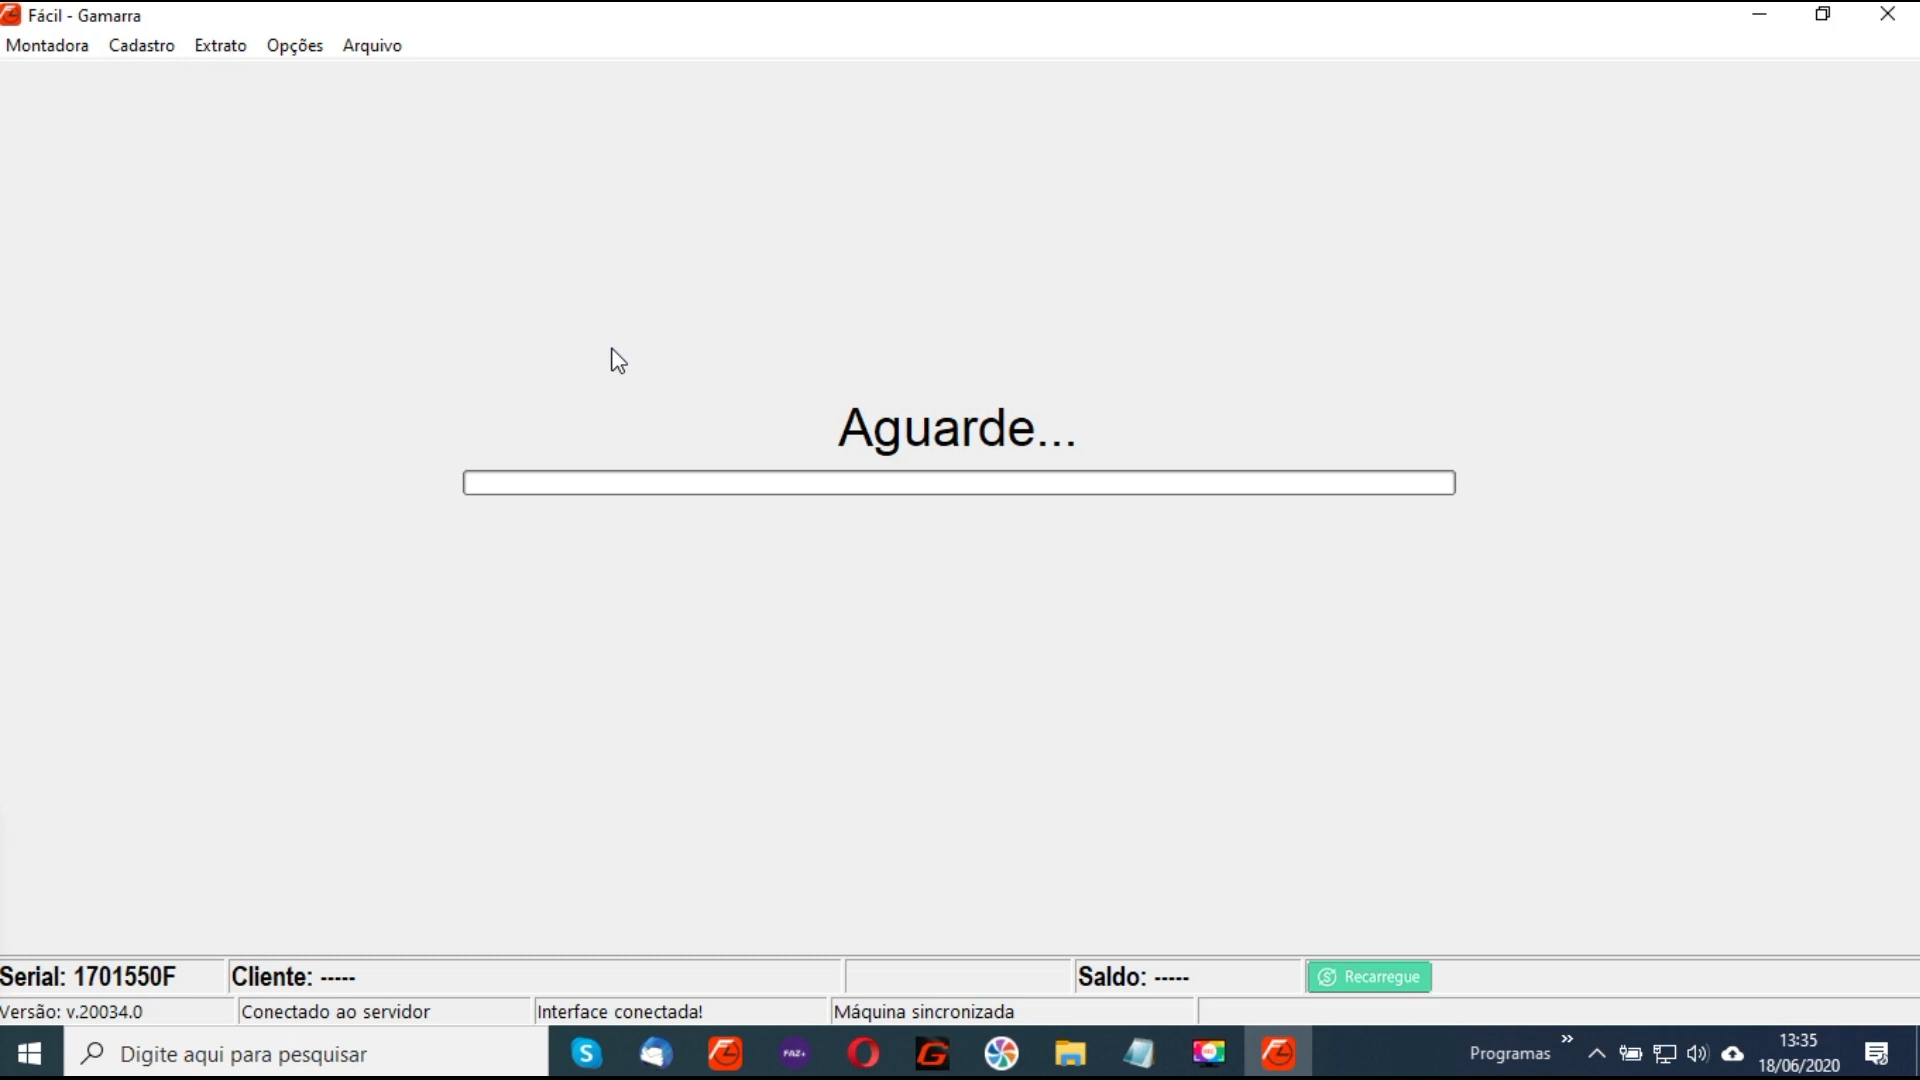 Fácil - Gamarra
Montadora Cadastro Extrato Opções Arquivo
Aguarde...
Serial: 1701550F Cliente: ----- Saldo: ----- Recarregue
Versão: v.20034.0 Conectado ao servidor Interface conectada! Máquina sincronizada
Digite aqui para pesquisar FAZ+ Programas 13:35
18/06/2020